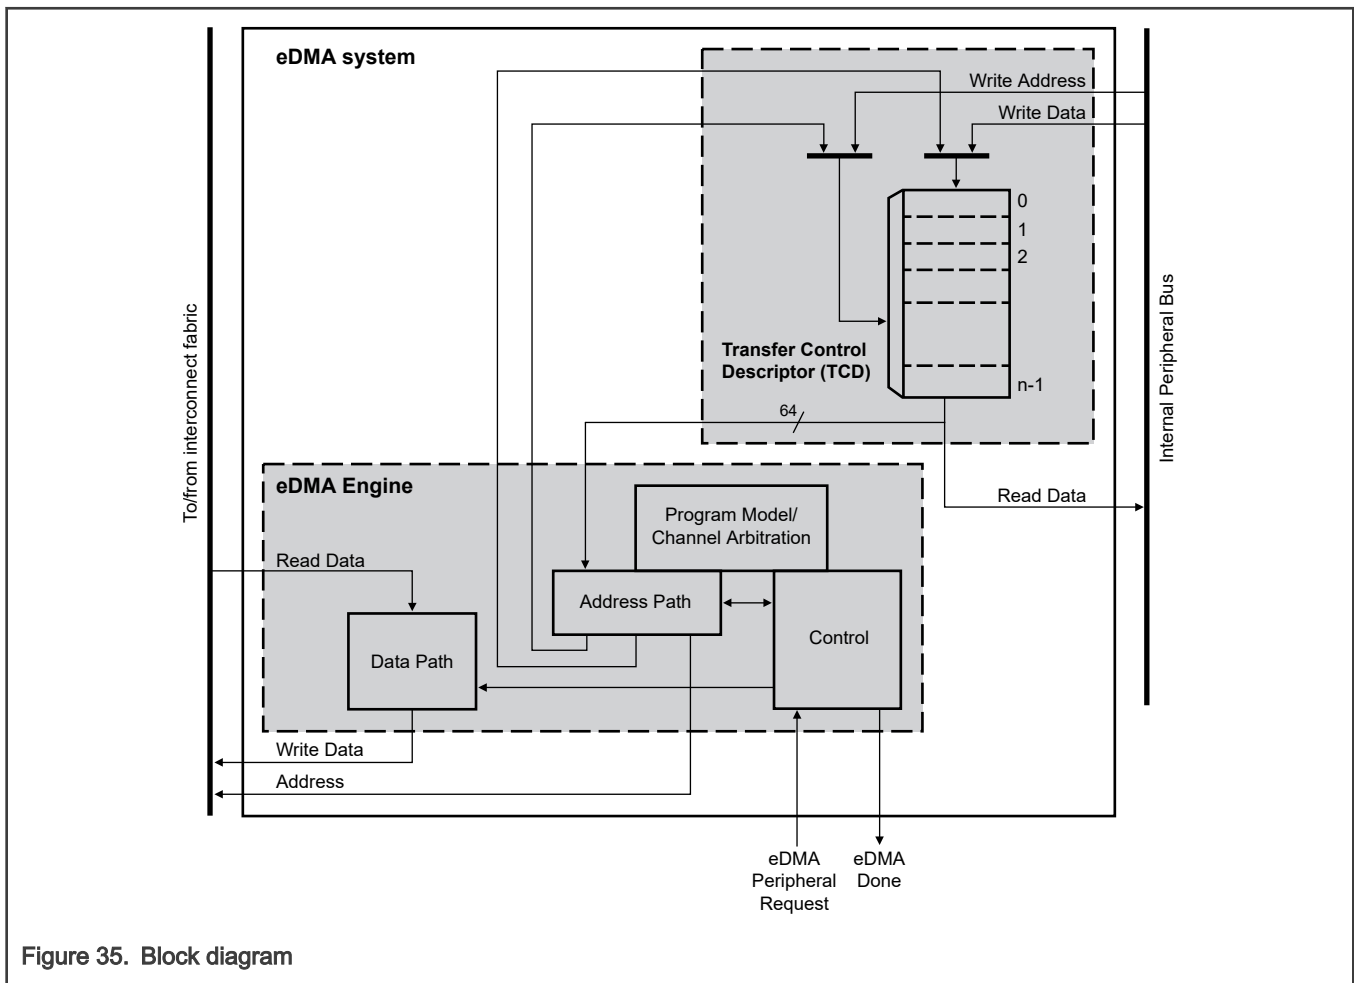 eDMA system
Write Address
Write Data
0
1
2
Transfer Control
Descriptor (TCD)
n-1
64
To/from interconnect fabric
Internal Peripheral Bus
eDMA Engine
Read Data
Program Model/
Channel Arbitration
Read Data
Address Path
Control
Data Path
Write Data
Address
eDMA
Peripheral
Request
eDMA
Done
Figure 35. Block diagram